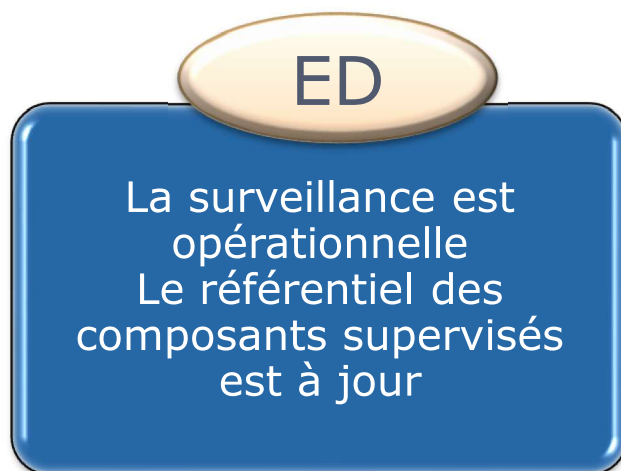 ED
La surveillance est
opérationnelle
Le référentiel des
composants supervisés
est à jour